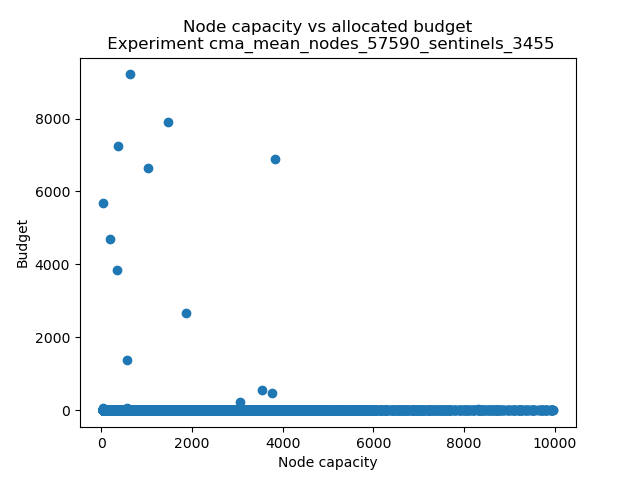 Node capacity vs allocated budget
Experiment cma_mean_nodes_57590_sentinels_3455
8000
6000
4000
2000
0
Budget
0 2000 4000 6000 8000 10000
Node capacity